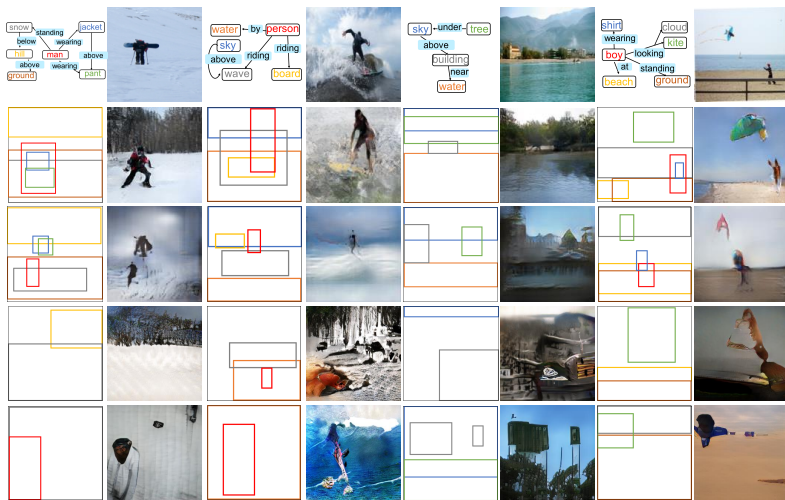 snow standing jacket
below wearing
hill man
above wearing above
ground pant
water by person
sky riding
above riding
wave board
sky under tree
above
building
near
water
shirt cloud
wearing kite
boy looking
at standing
beach ground